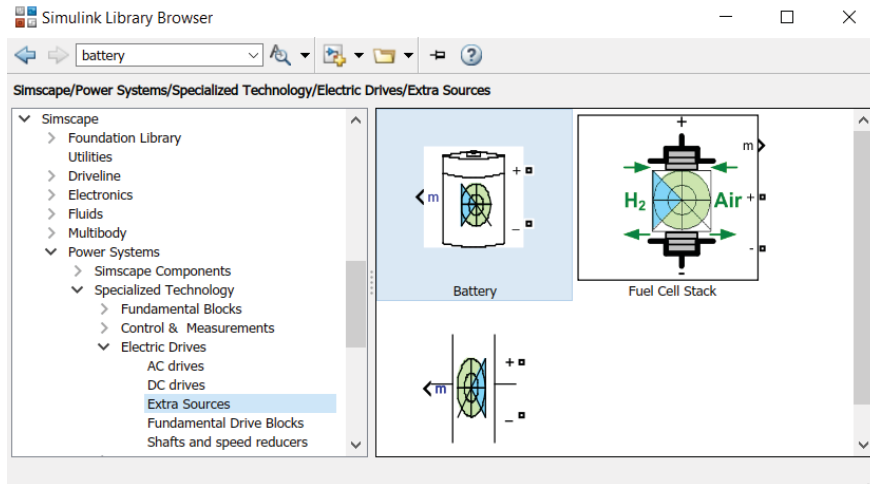 Simulink Library Browser
battery
Simscape/Power Systems/Specialized Technology/Electric Drives/Extra Sources
Simscape
Foundation Library
Utilities
Driveline
Electronics
Fluids
Multibody
Power Systems
Simscape Components
Specialized Technology
Fundamental Blocks
Control & Measurements
Electric Drives
AC drives
DC drives
Extra Sources
Fundamental Drive Blocks
Shafts and speed reducers
m
+
_
Battery
+
m
H2 Air
+
-
-
Fuel Cell Stack
m
+
_